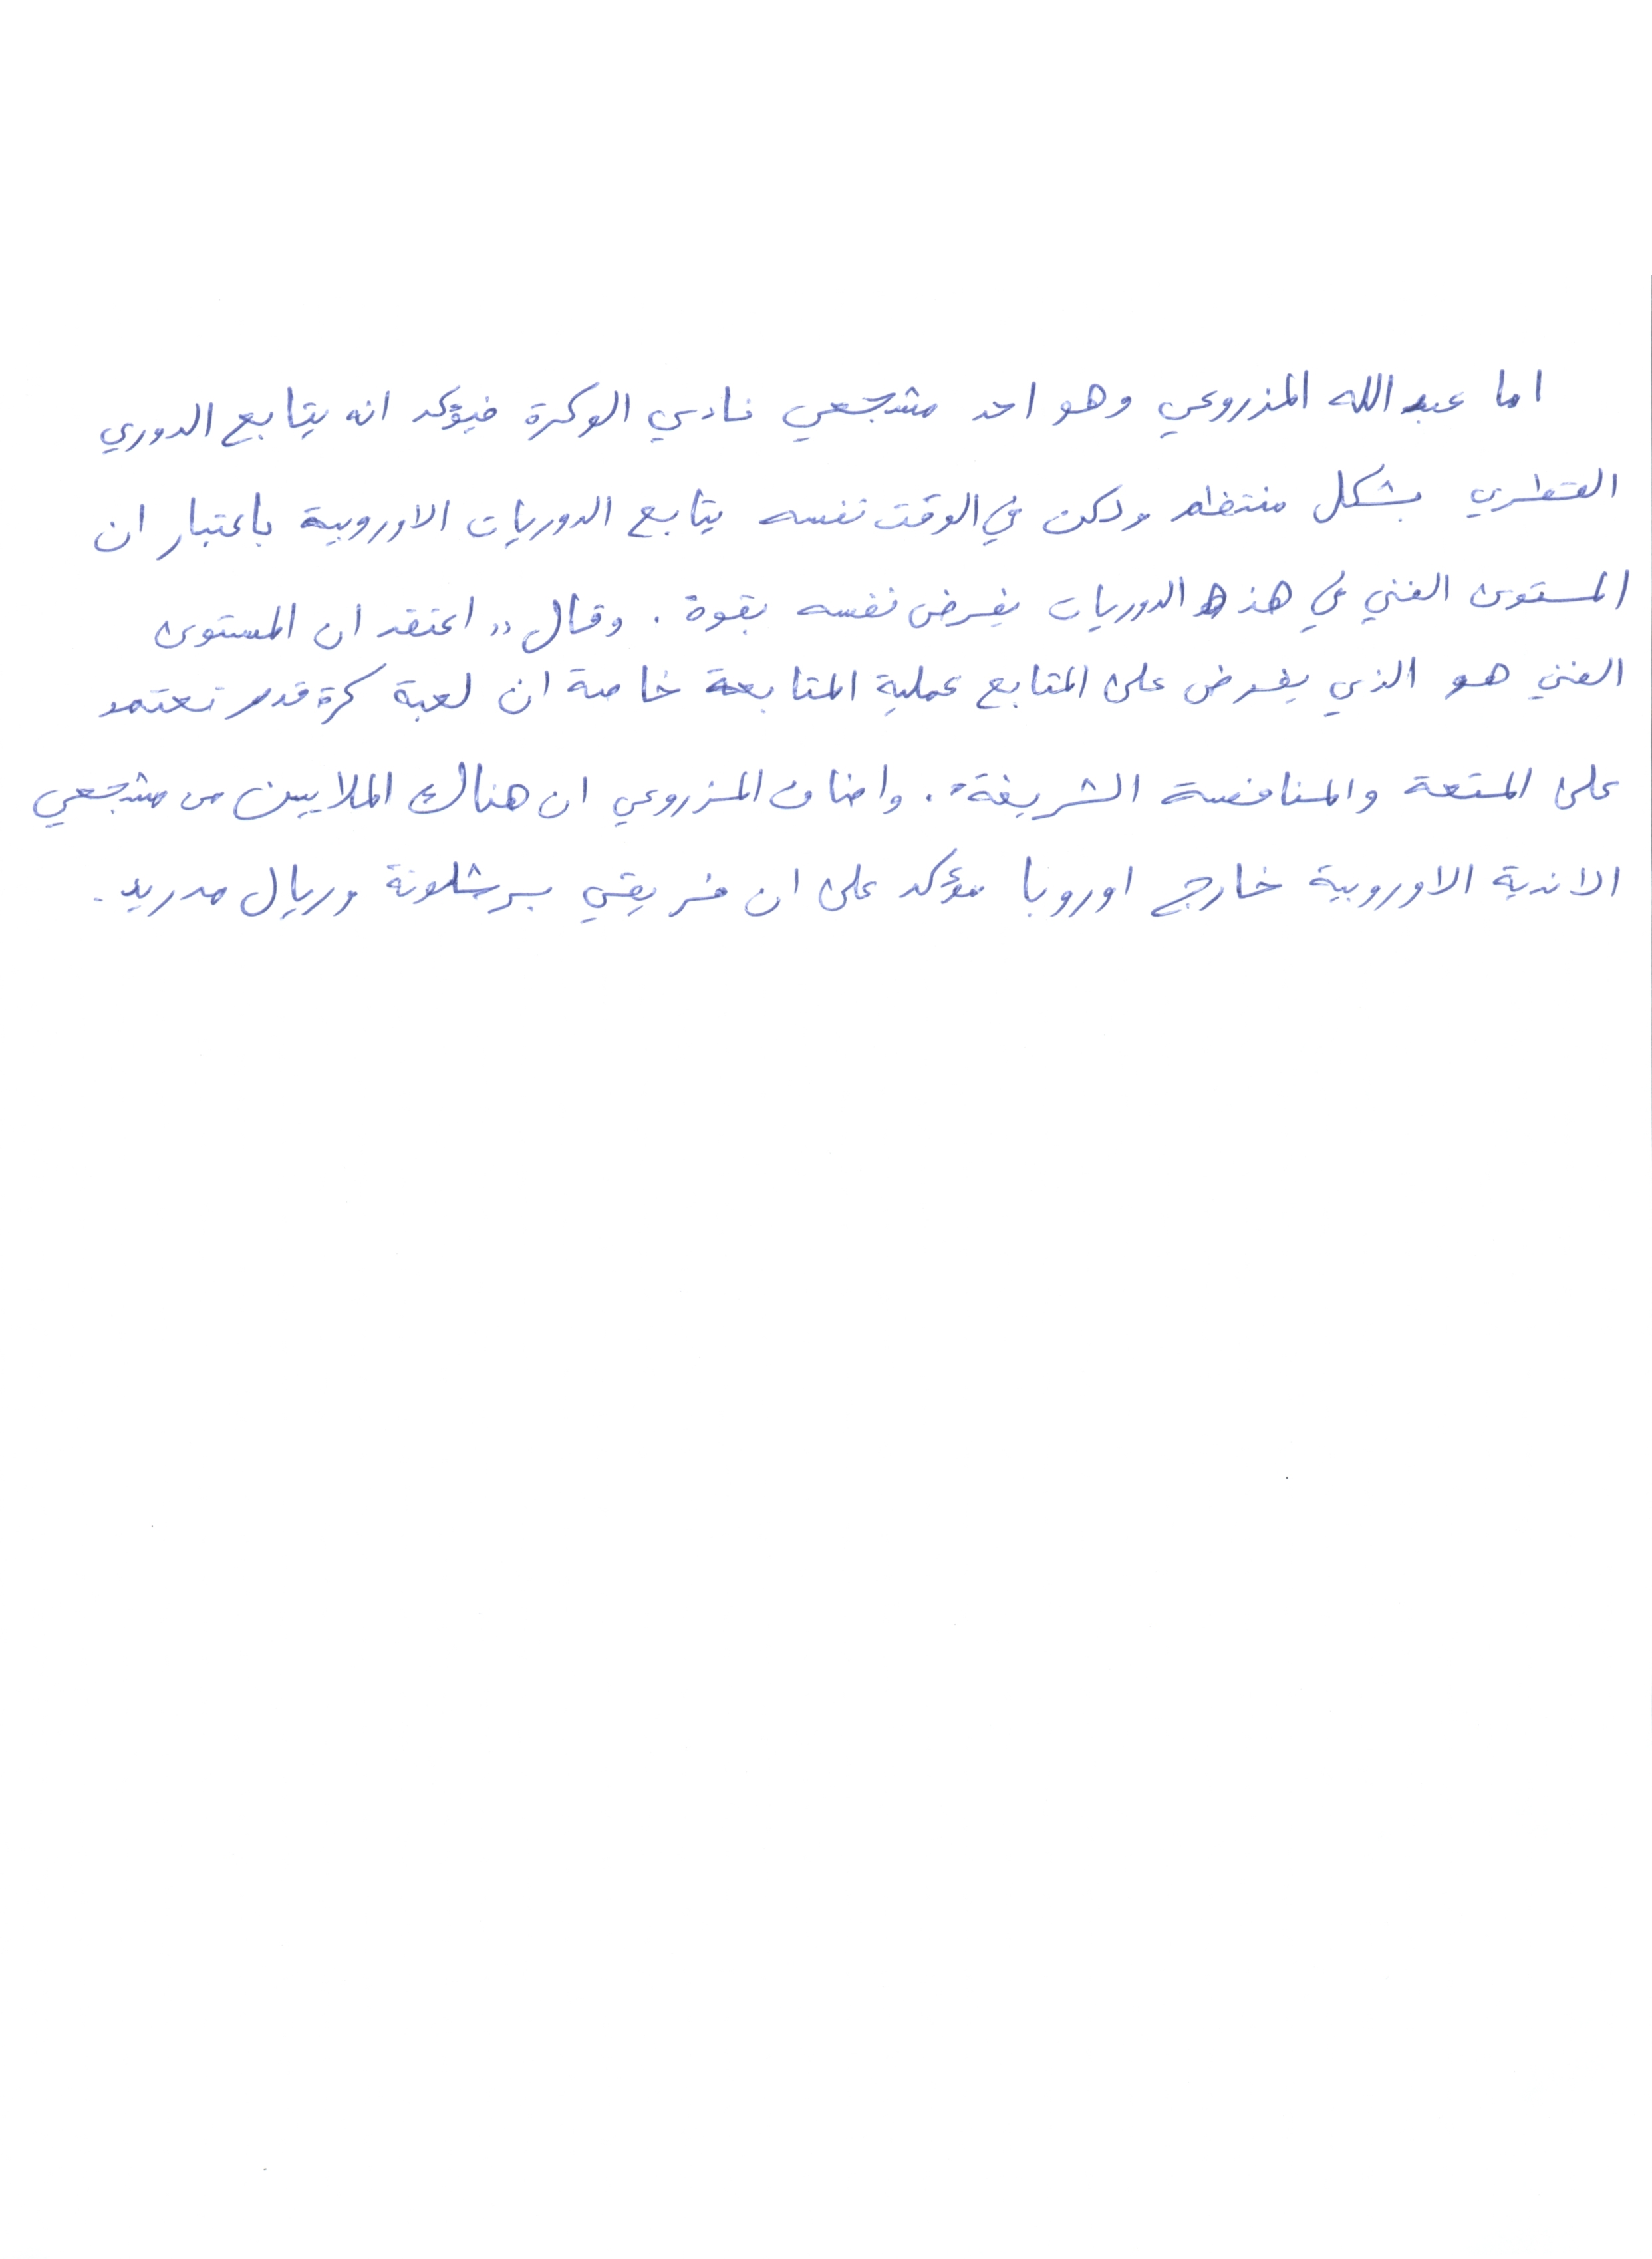 اما عبد الله المزروعي وهو احد مشجعي نادي الوكرة فيؤكد انه يتابع الدوري
القطري بشكل منتظم ولكن في الوقت نفسه يتابع الدوريات الاوروبية باعتبار ان
المستوى الفني في هذه الدوريات يفرض نفسه بقوة . وقال " اعتقد ان المستوى
الفني هو الذي يفرض على المتابع عملية المتابعة خاصة ان لعبة كرة قدم تعتمد
على المتعة والمنافسة الشريفة" . واضاف المزروعي ان هناك الملايين من مشجعي
الاندية الاوروبية خارج اوروبا مؤكد على ان فريقي برشلونة وريال مدريد .